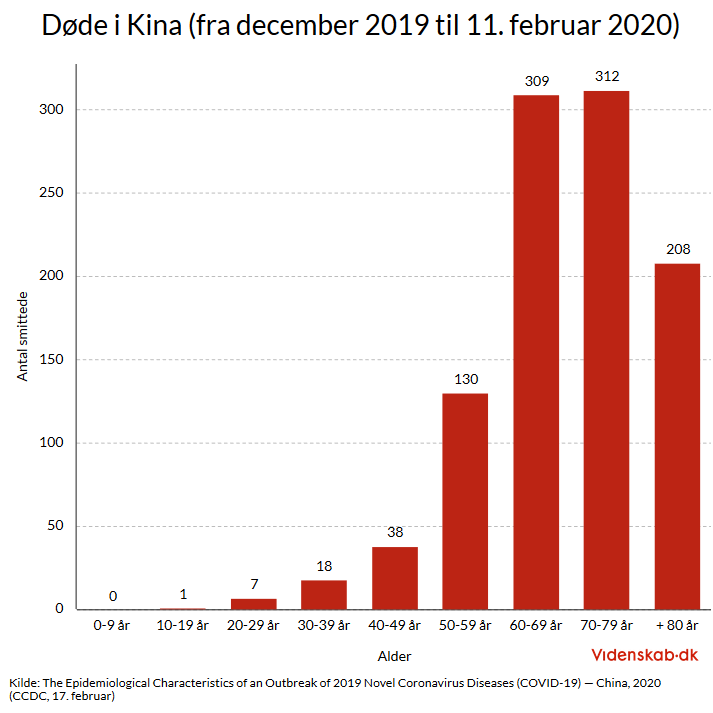 Døde i Kina (fra december 2019 til 11. februar 2020)
Antal smittede
300
250
200
150
100
50
0
0
1
7
18
38
130
309
312
208
0-9 år
10-19 år
20-29 år
30-39 år
40-49 år
50-59 år
60-69 år
70-79 år
+ 80 år
Alder
Videnskab·dk
Kilde: The Epidemiological Characteristics of an Outbreak of 2019 Novel Coronavirus Diseases (COVID-19) — China, 2020
(CCDC, 17. februar)